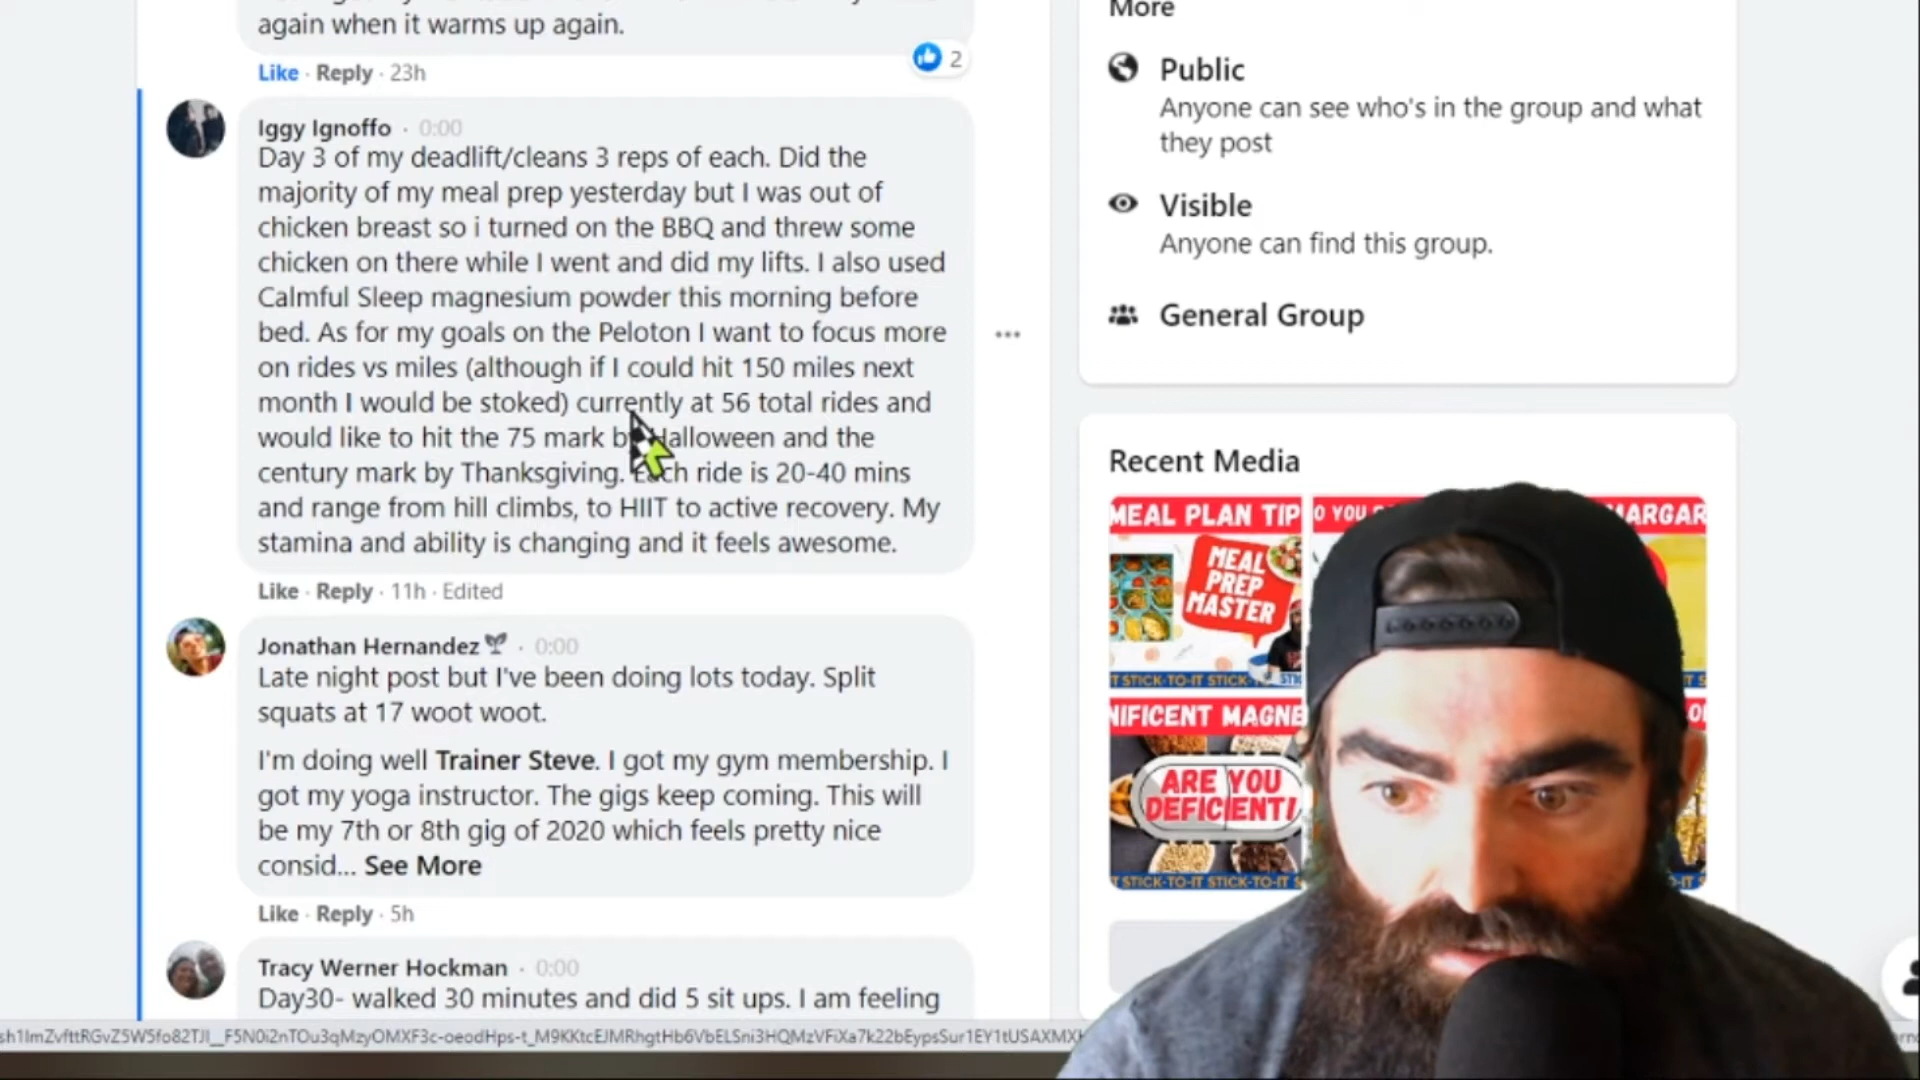 again when it warms up again.
2
Like · Reply · 23h
Iggy Ignoffo · 0:00
Day 3 of my deadlift/cleans 3 reps of each. Did the
majority of my meal prep yesterday but I was out of
chicken breast so i turned on the BBQ and threw some
chicken on there while I went and did my lifts. I also used
Calmful Sleep magnesium powder this morning before
bed. As for my goals on the Peloton I want to focus more
on rides vs miles (although if I could hit 150 miles next
month I would be stoked) currently at 56 total rides and
would like to hit the 75 mark by Halloween and the
century mark by Thanksgiving. Each ride is 20-40 mins
and range from hill climbs, to HIIT to active recovery. My
stamina and ability is changing and it feels awesome.
Like · Reply · 11h · Edited
Jonathan Hernandez · 0:00
Late night post but I've been doing lots today. Split
squats at 17 woot woot.
I'm doing well Trainer Steve. I got my gym membership. I
got my yoga instructor. The gigs keep coming. This will
be my 7th or 8th gig of 2020 which feels pretty nice
consid... See More
Like · Reply · 5h
Tracy Werner Hockman · 0:00
Day30- walked 30 minutes and did 5 sit ups. I am feeling
More
Public
Anyone can see who's in the group and what
they post
Visible
Anyone can find this group.
General Group
Recent Media
MEAL PLAN TIP
MEAL
PREP
MASTER
STICK-TO-IT STICK-
O YOU
MARGAR
NIFICENT MAGNE
ARE YOU
DEFICIENT!
STICK-TO-IT STICK-TO-IT